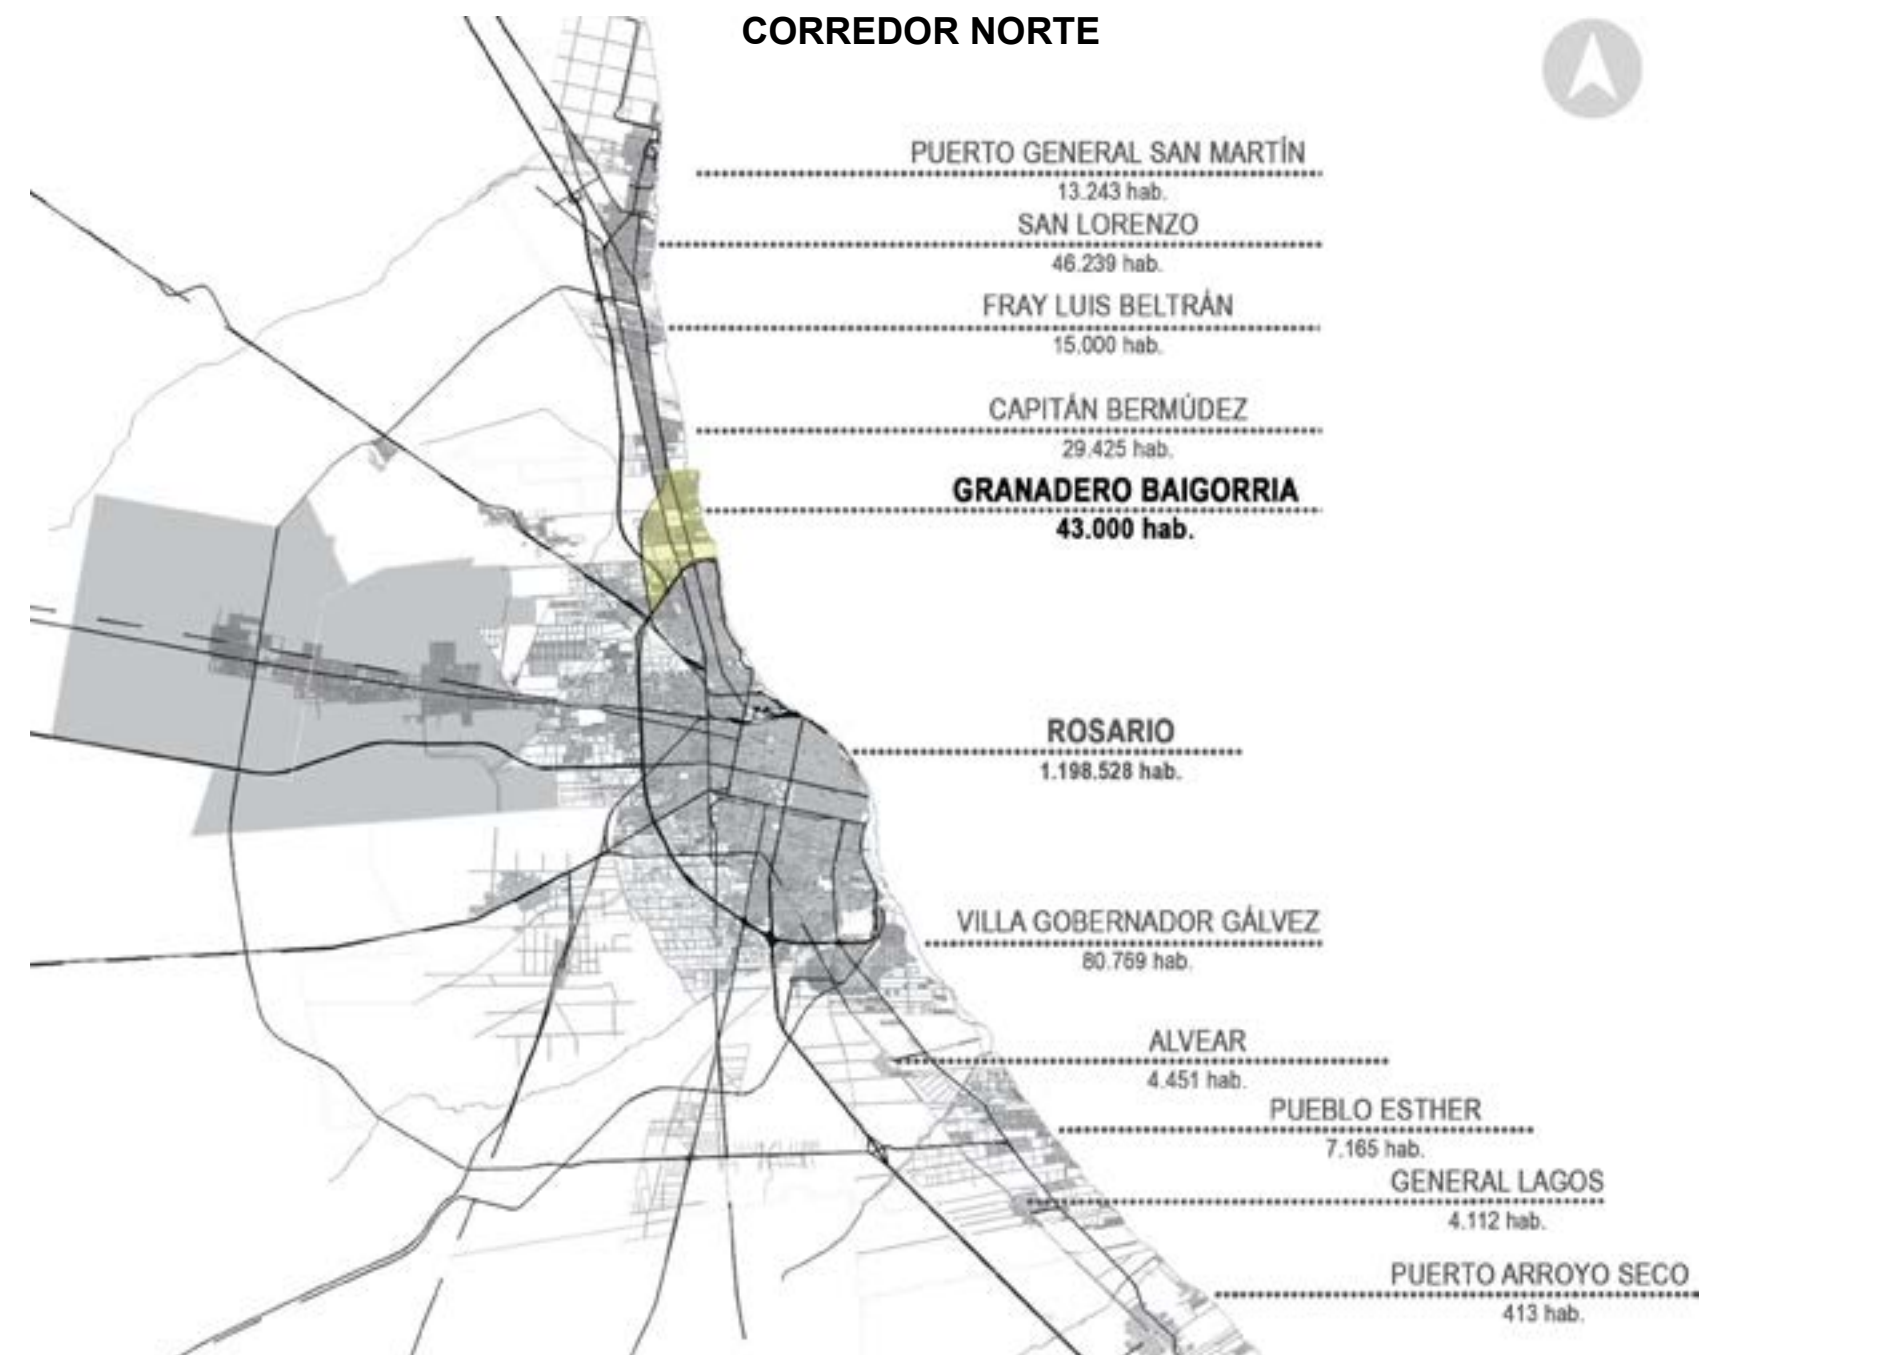 CORREDOR NORTE
PUERTO GENERAL SAN MARTÍN
13.243 hab.
SAN LORENZO
46.239 hab.
FRAY LUIS BELTRÁN
15.000 hab.
CAPITÁN BERMÚDEZ
29.425 hab.
GRANADERO BAIGORRIA
43.000 hab.
ROSARIO
1.198.528 hab.
VILLA GOBERNADOR GÁLVEZ
80.769 hab.
ALVEAR
4.451 hab.
PUEBLO ESTHER
7.165 hab.
GENERAL LAGOS
4.112 hab.
PUERTO ARROYO SECO
413 hab.